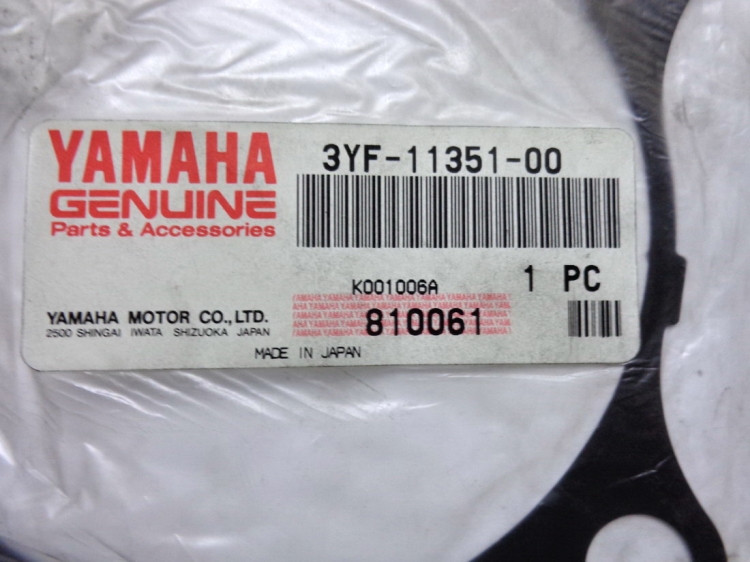 YAMAHA
GENUINE
Parts & Accessories
3YF-11351-00
K001006A
1 PC
YAMAHA MOTOR CO., LTD.
2500 SHINGAI IWATA SHIZUOKA JAPAN
810061
MADE IN JAPAN